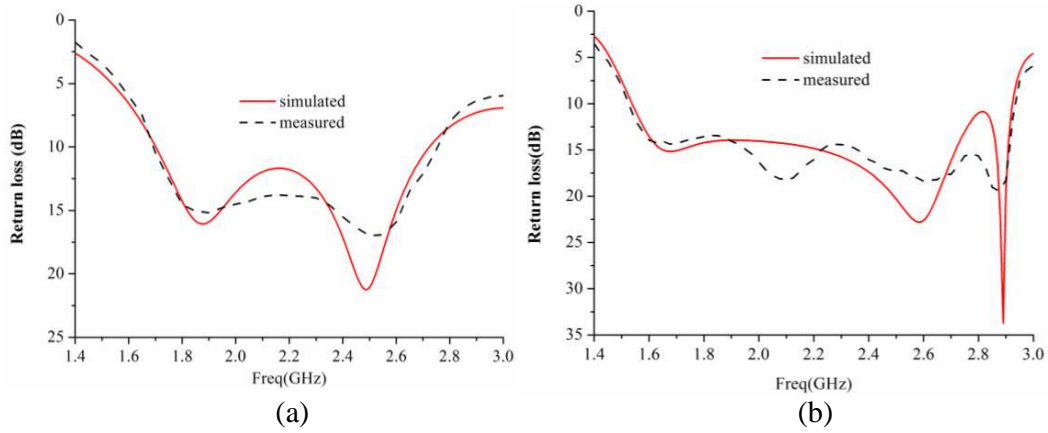 0
5
10
15
20
25
Return loss (dB)
simulated
measured
1.4 1.6 1.8 2.0 2.2 2.4 2.6 2.8 3.0
Freq(GHz)
(a)
0
5
10
15
20
25
30
35
Return loss(dB)
simulated
measured
1.4 1.6 1.8 2.0 2.2 2.4 2.6 2.8 3.0
Freq(GHz)
(b)